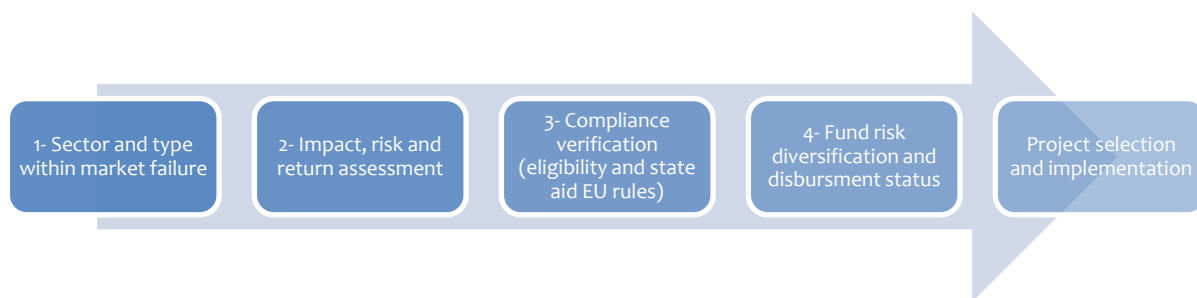 1- Sector and type
within market failure
2- Impact, risk and
return assessment
3- Compliance
verification
(eligibility and state
aid EU rules)
4- Fund risk
diversification and
disbursment status
Project selection
and implementation